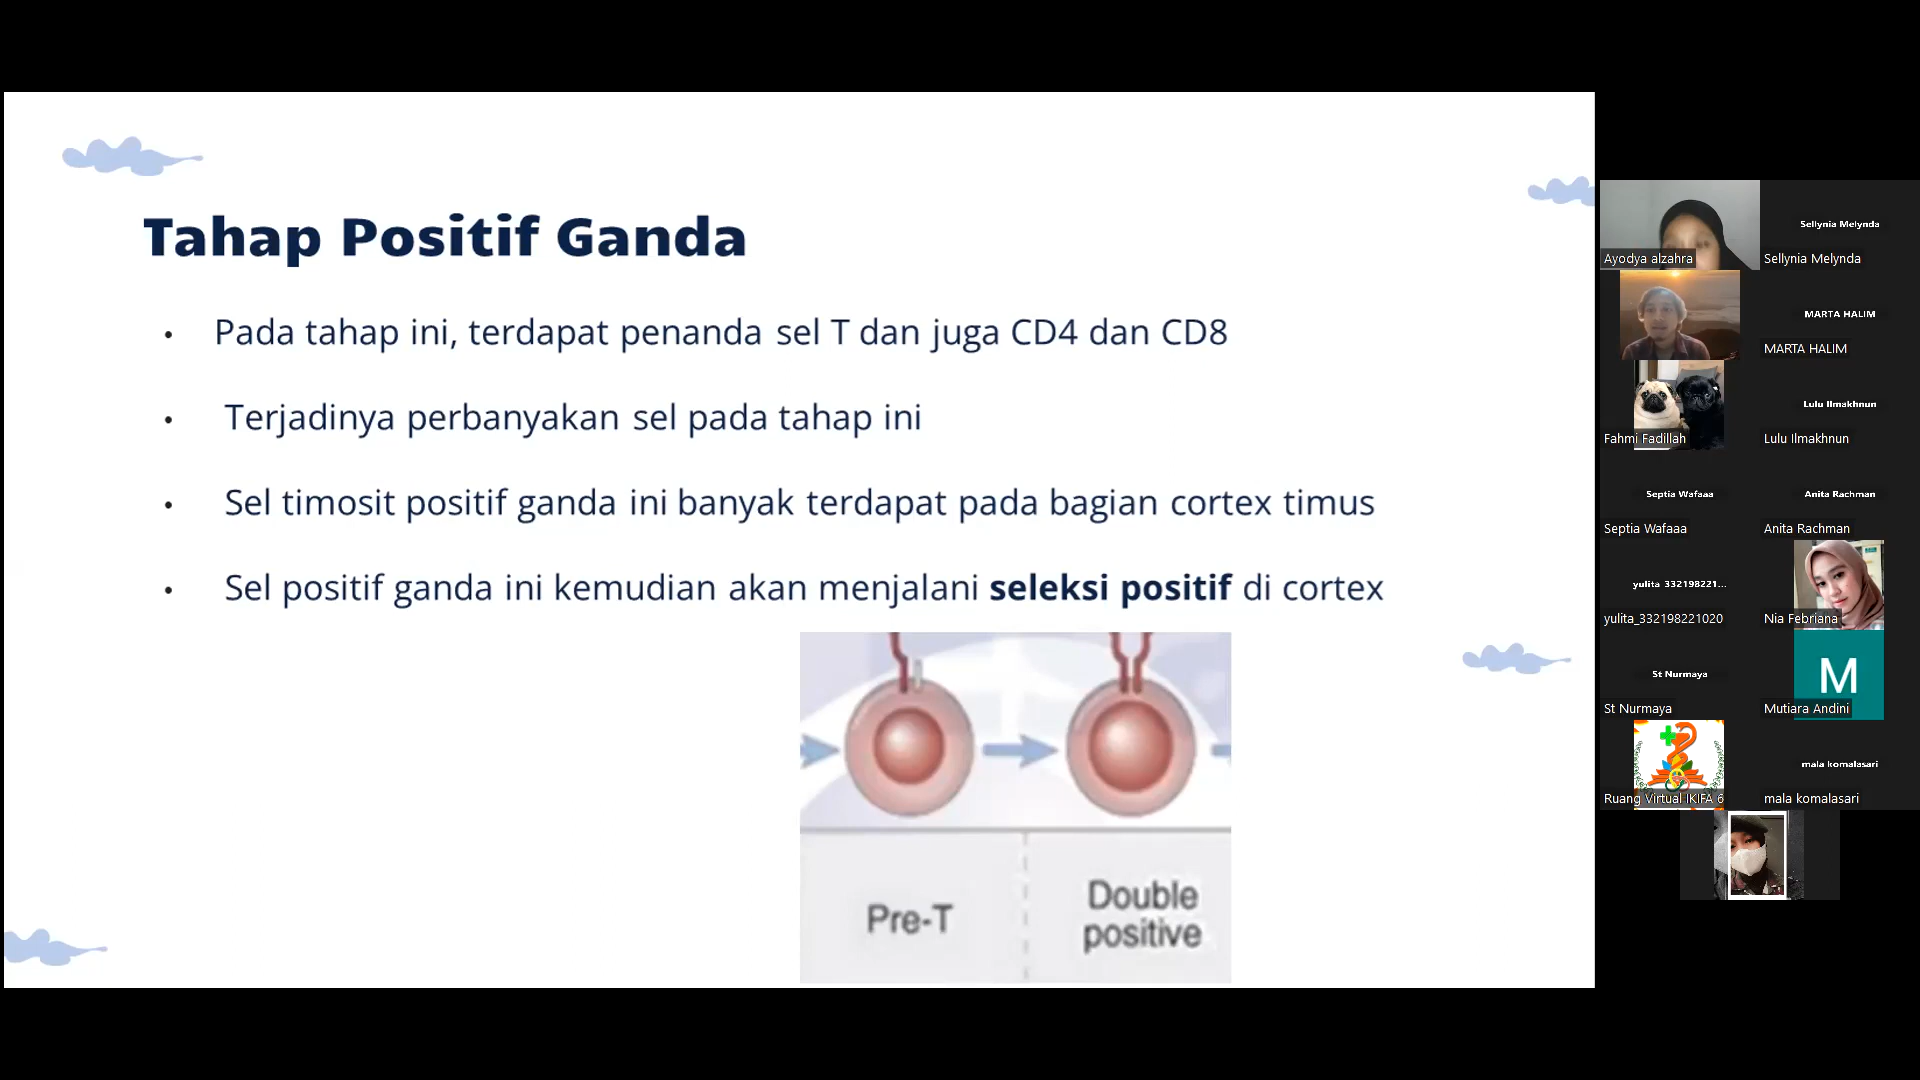 Tahap Positif Ganda
• Pada tahap ini, terdapat penanda sel T dan juga CD4 dan CD8
• Terjadinya perbanyakan sel pada tahap ini
• Sel timosit positif ganda ini banyak terdapat pada bagian cortex timus
• Sel positif ganda ini kemudian akan menjalani seleksi positif di cortex
Pre-T
Double
positive
Ayodya alzahra
Sellynia Melynda
Sellynia Melynda
MARTA HALIM
MARTA HALIM
Fahmi Fadillah
Lulu Ilmakhnun
Lulu Ilmakhnun
Septia Wafaaa
Septia Wafaaa
Anita Rachman
Anita Rachman
yulita_332198221...
yulita_332198221020
Nia Febriana
St Nurmaya
St Nurmaya
M
Mutiara Andini
Ruang Virtual IKIFA 6
mala komalasari
mala komalasari